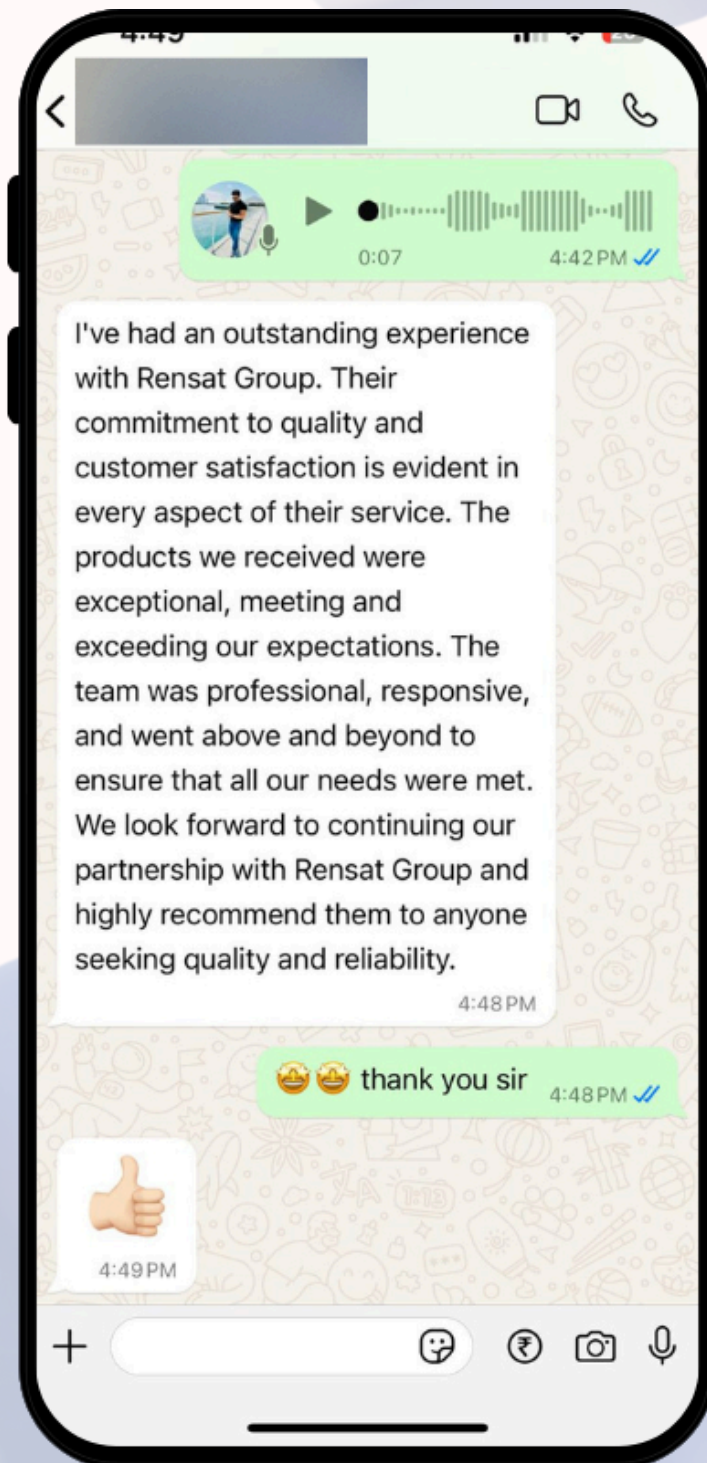 4:49
0:07
4:42 PM
I've had an outstanding experience
with Rensat Group. Their
commitment to quality and
customer satisfaction is evident in
every aspect of their service. The
products we received were
exceptional, meeting and
exceeding our expectations. The
team was professional, responsive,
and went above and beyond to
ensure that all our needs were met.
We look forward to continuing our
partnership with Rensat Group and
highly recommend them to anyone
seeking quality and reliability.
4:48 PM
🤩🤩 thank you sir
4:48 PM
👍🏻
4:49 PM